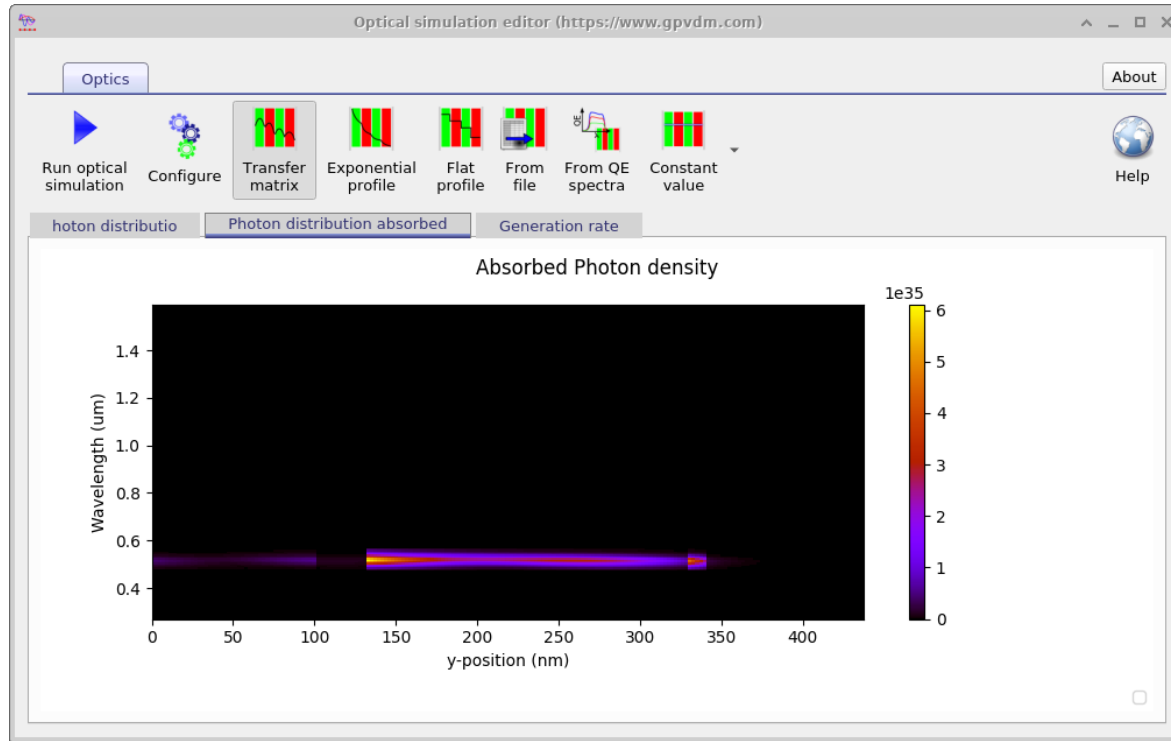 Optical simulation editor (https://www.gpvdm.com)
Optics
About
Run optical
simulation
Configure
Transfer
matrix
Exponential
profile
Flat
profile
From
file
QE
From QE
spectra
Constant
value
Help
hoton distributio
Photon distribution absorbed
Generation rate
Absorbed Photon density
1e35
Wavelength (um)
1.4
1.2
1.0
0.8
0.6
0.4
0
50
100
150
200
250
300
350
400
y-position (nm)
6
5
4
3
2
1
0